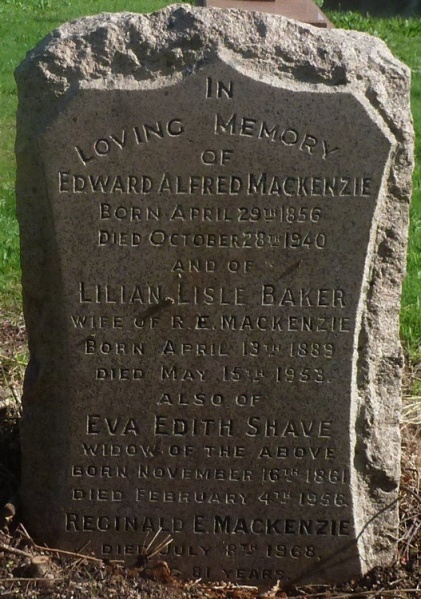 IN
LOVING MEMORY
OF
EDWARD ALFRED MACKENZIE
BORN APRIL 29TH 1856
DIED OCTOBER 28TH 1940
AND OF
LILIAN LISLE BAKER
WIFE OF R.E. MACKENZIE
BORN APRIL 13TH 1889
DIED MAY 15TH 1953.
ALSO OF
EVA EDITH SHAVE
WIDOW OF THE ABOVE
BORN NOVEMBER 16TH 1861
DIED FEBRUARY 4TH 1956
REGINALD E. MACKENZIE
DIED JULY 8TH 1968.
81 YEARS.